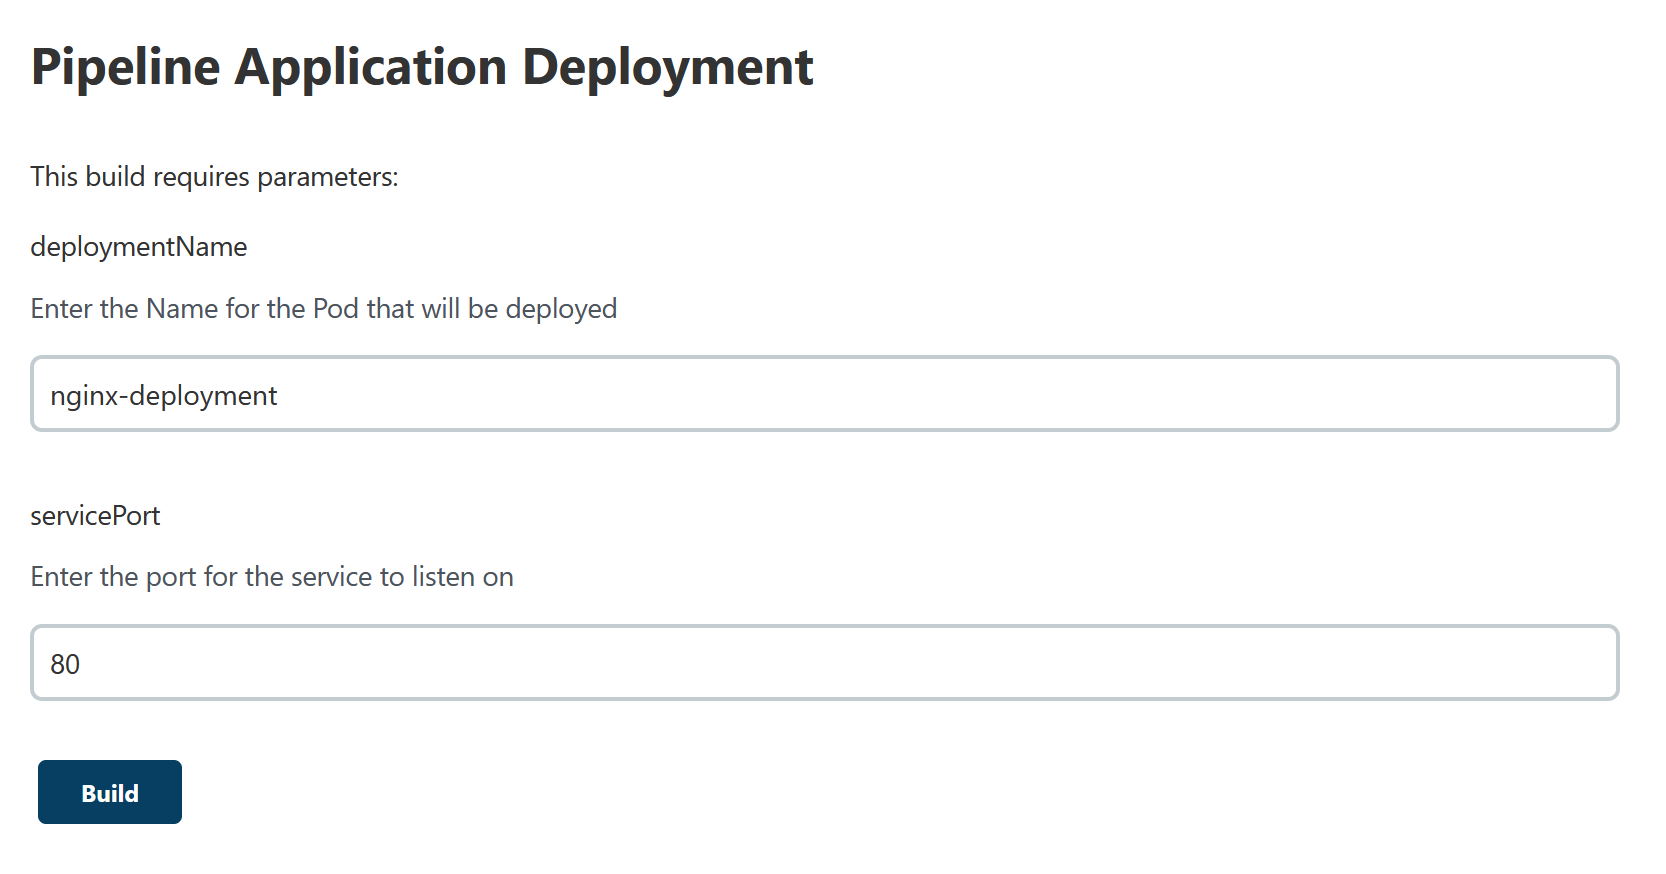 Pipeline Application Deployment
This build requires parameters:
deploymentName
Enter the Name for the Pod that will be deployed
nginx-deployment
servicePort
Enter the port for the service to listen on
80
Build